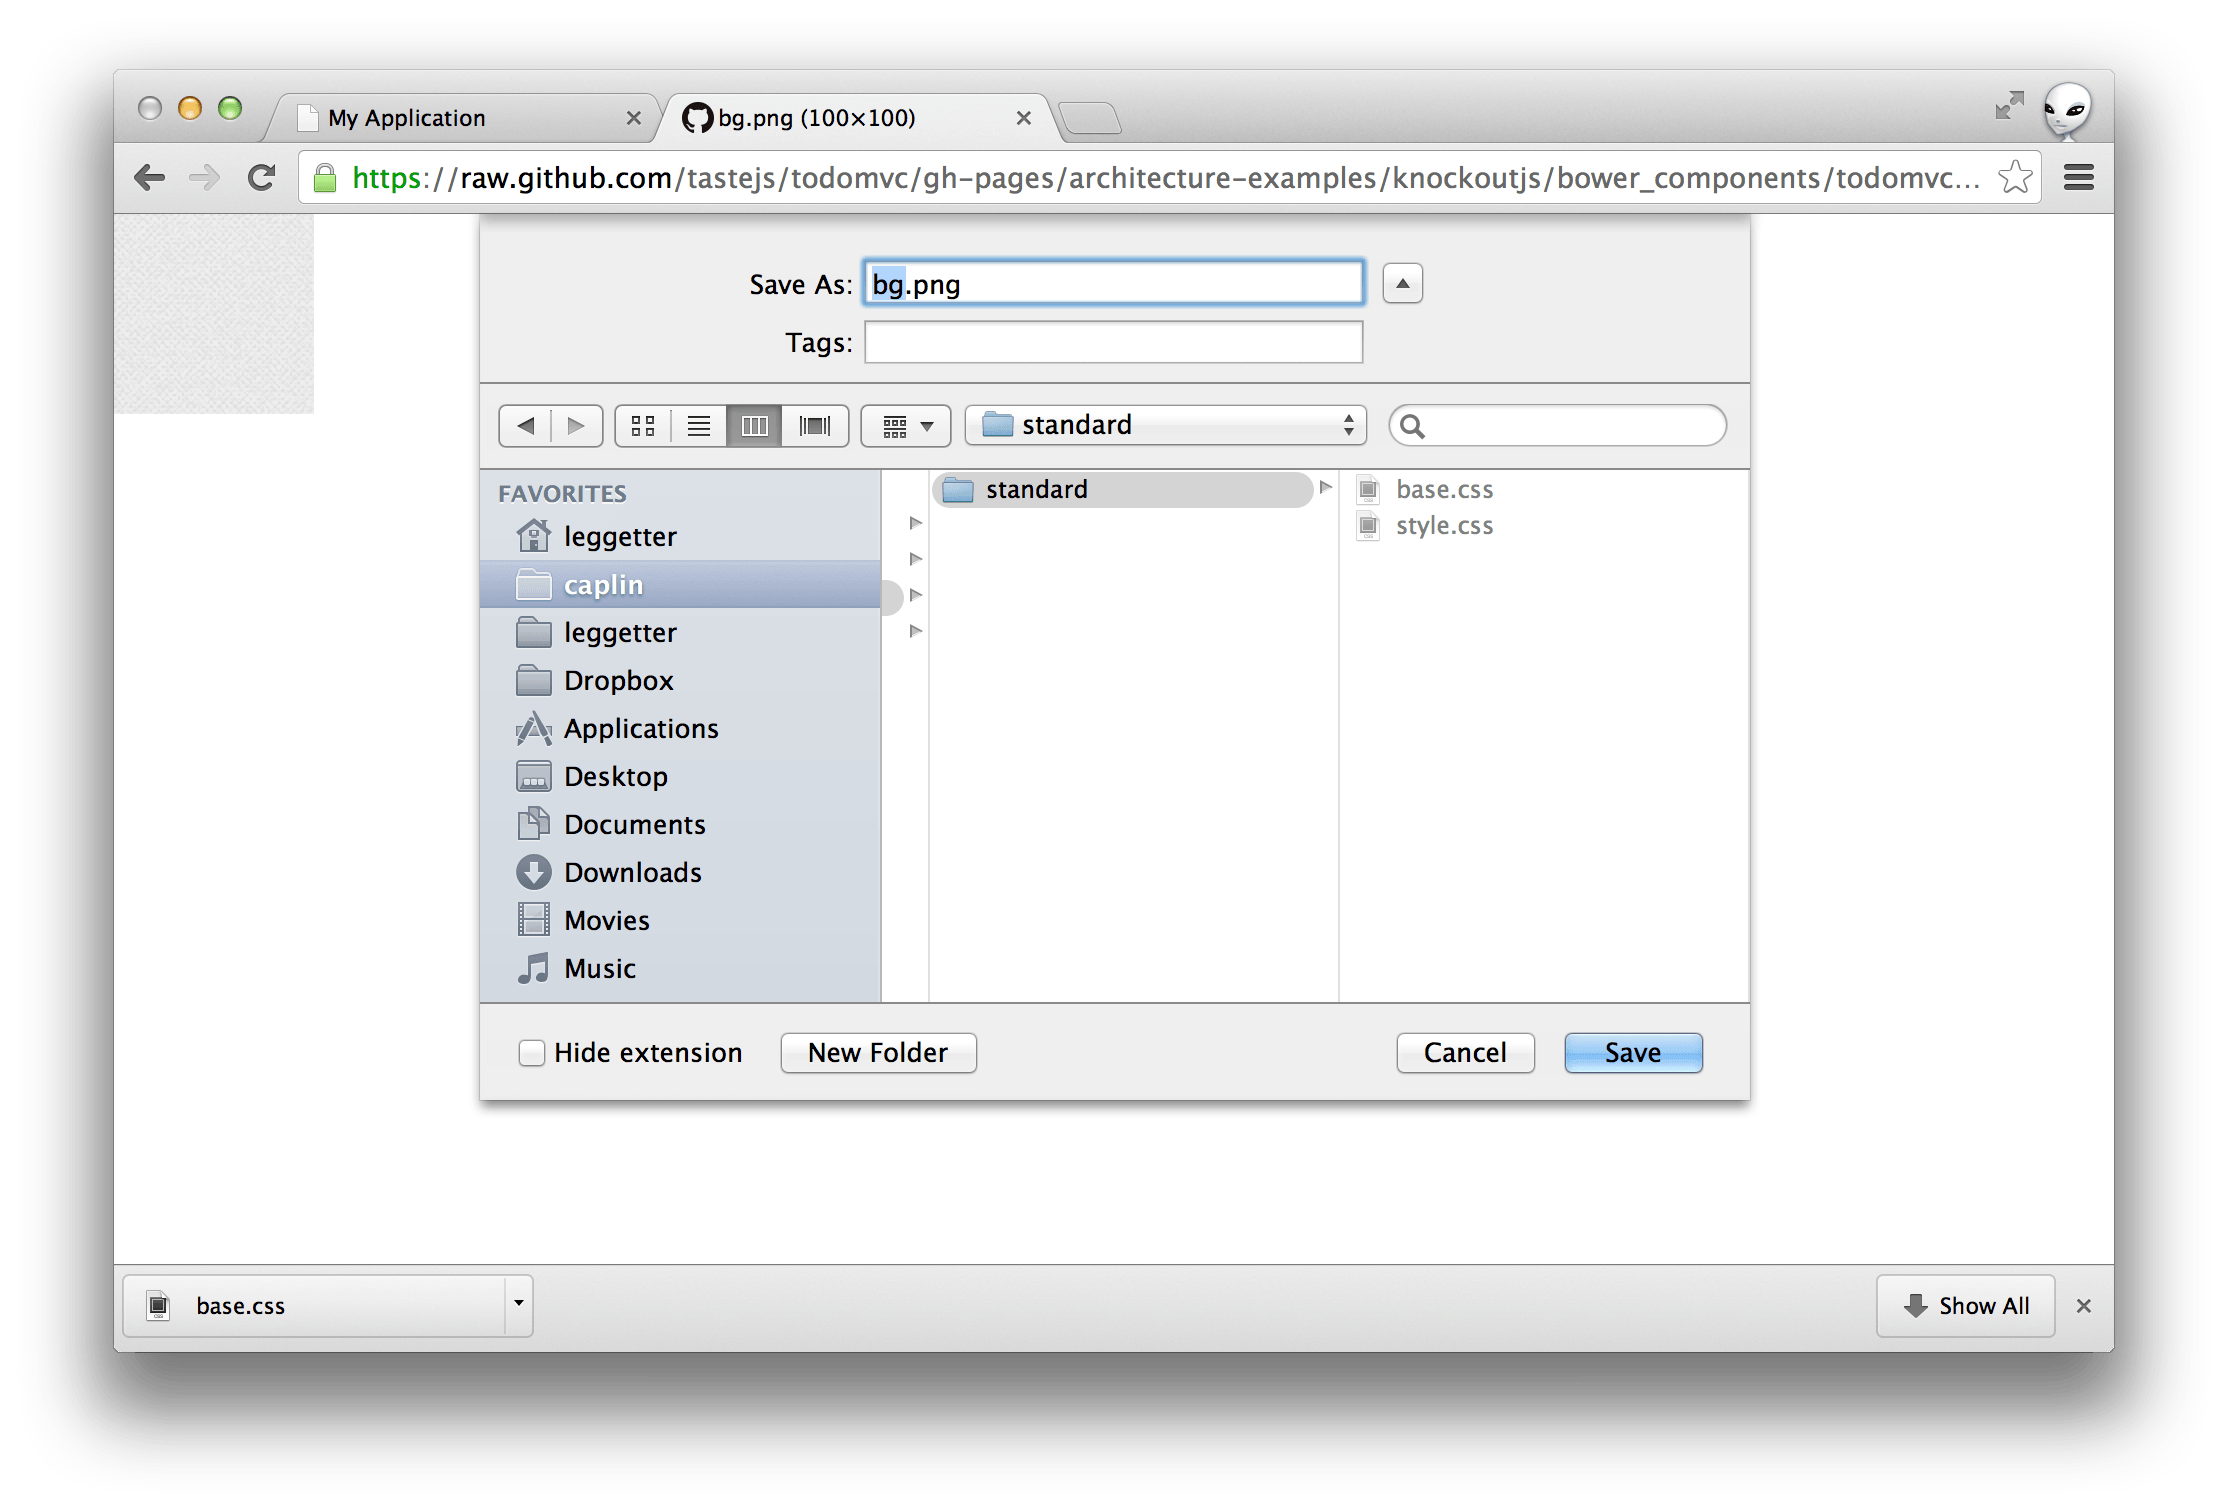 My Application
bg.png (100×100)
https://raw.github.com/tastejs/todomvc/gh-pages/architecture-examples/knockoutjs/bower_components/todomvc...
Save As: bg.png
Tags:
standard
FAVORITES
leggetter
caplin
leggetter
Dropbox
Applications
Desktop
Documents
Downloads
Movies
Music
standard
base.css
style.css
Hide extension
New Folder
Cancel
Save
base.css
Show All